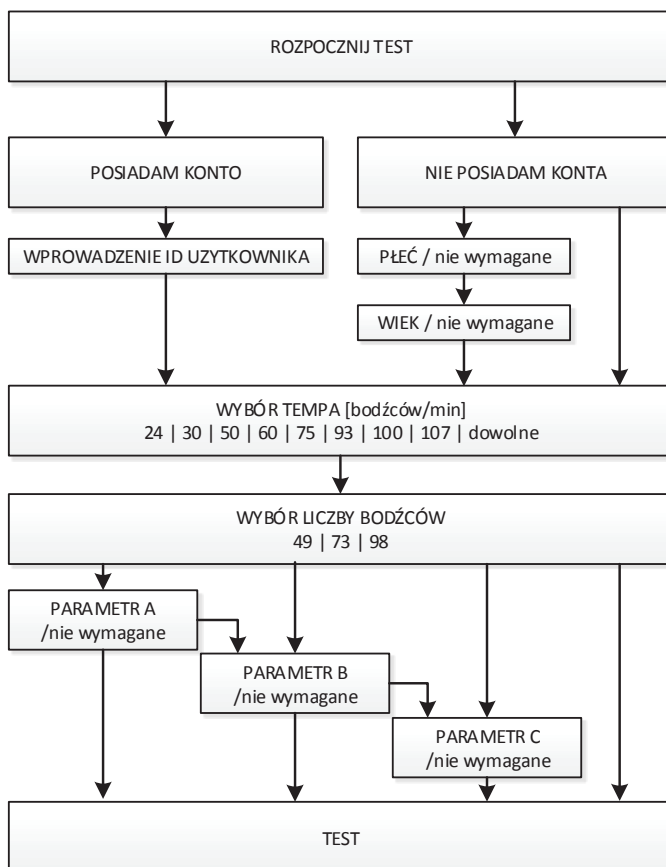 ROZPOCZNIJ TEST
POSIADAM KONTO
NIE POSIADAM KONTA
WPROWADZENIE ID UZYTKOWNIKA
PŁEĆ / nie wymagane
WIEK / nie wymagane
WYBÓR TEMPA [bodźców/min]
24 | 30 | 50 | 60 | 75 | 93 | 100 | 107 | dowolne
WYBÓR LICZBY BODŹCÓW
49 | 73 | 98
PARAMETR A
/nie wymagane
PARAMETR B
/nie wymagane
PARAMETR C
/nie wymagane
TEST